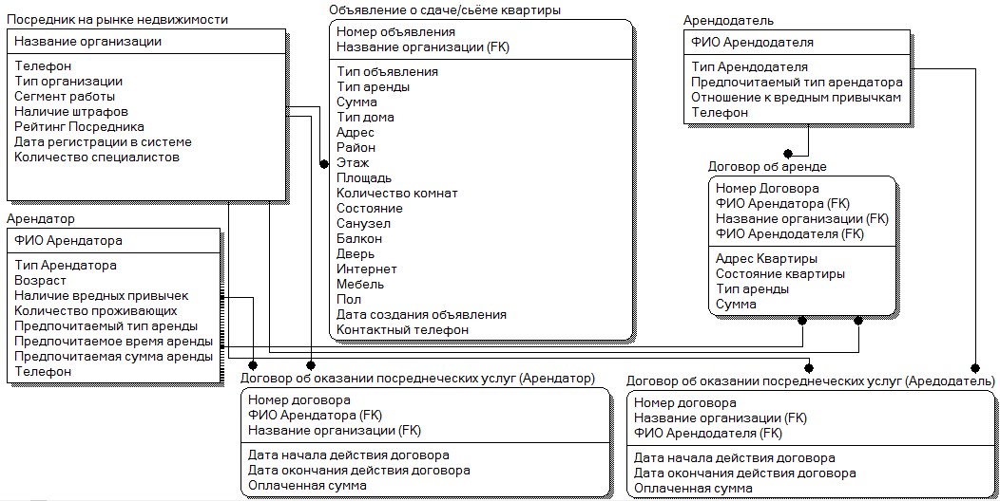 Посредник на рынке недвижимости
Название организации
Телефон
Тип организации
Сегмент работы
Наличие штрафов
Рейтинг Посредника
Дата регистрации в системе
Количество специалистов
Объявление о сдаче/сьёме квартиры
Номер объявления
Название организации (FK)
Тип объявления
Тип аренды
Сумма
Тип дома
Адрес
Район
Этаж
Площадь
Количество комнат
Состояние
Санузел
Балкон
Дверь
Интернет
Мебель
Пол
Дата создания объявления
Контактный телефон
Арендодатель
ФИО Арендодателя
Тип Арендодателя
Предпочитаемый тип арендатора
Отношение к вредным привычкам
Телефон
Договор об аренде
Номер Договора
ФИО Арендатора (FK)
Название организации (FK)
ФИО Арендодателя (FK)
Адрес Квартиры
Состояние квартиры
Тип аренды
Сумма
Арендатор
ФИО Арендатора
Тип Арендатора
Возраст
Наличие вредных привычек
Количество проживающих
Предпочитаемый тип аренды
Предпочитаемое время аренды
Предпочитаемая сумма аренды
Телефон
Договор об оказании посреднеческих услуг (Арендатор)
Номер договора
ФИО Арендатора (FK)
Название организации (FK)
Дата начала действия договора
Дата окончания действия договора
Оплаченная сумма
Договор об оказании посреднеческих услуг (Аредодатель)
Номер договора
Название организации (FK)
ФИО Арендодателя (FK)
Дата начала действия договора
Дата окончания действия договора
Оплаченная сумма